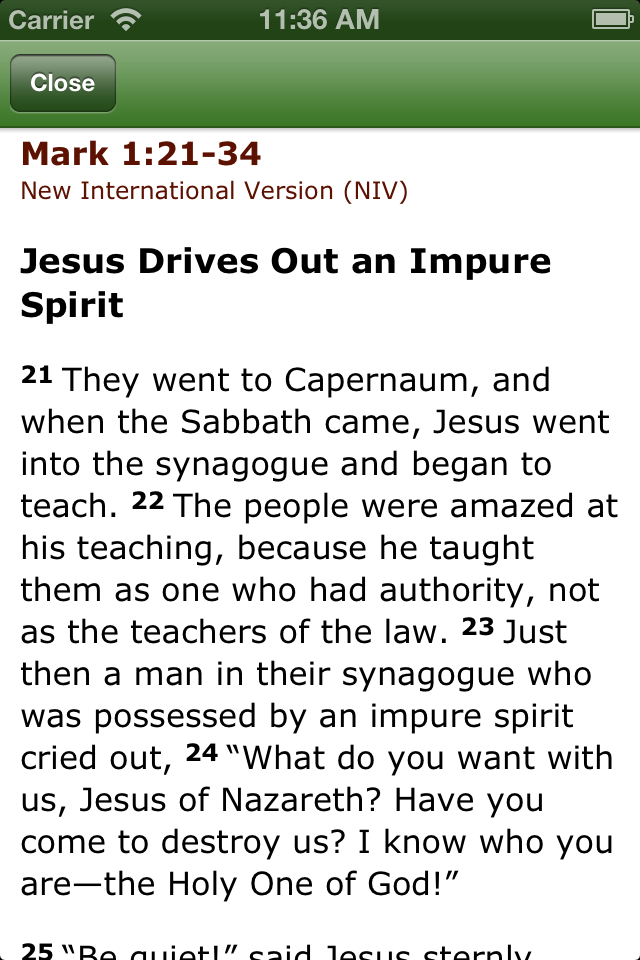 Carrier 11:36 AM
Close
Mark 1:21-34
New International Version (NIV)
Jesus Drives Out an Impure
Spirit
21 They went to Capernaum, and
when the Sabbath came, Jesus went
into the synagogue and began to
teach. 22 The people were amazed at
his teaching, because he taught
them as one who had authority, not
as the teachers of the law. 23 Just
then a man in their synagogue who
was possessed by an impure spirit
cried out, 24 “What do you want with
us, Jesus of Nazareth? Have you
come to destroy us? I know who you
are—the Holy One of God!”
25 “Be quiet!” said Jesus sternly.